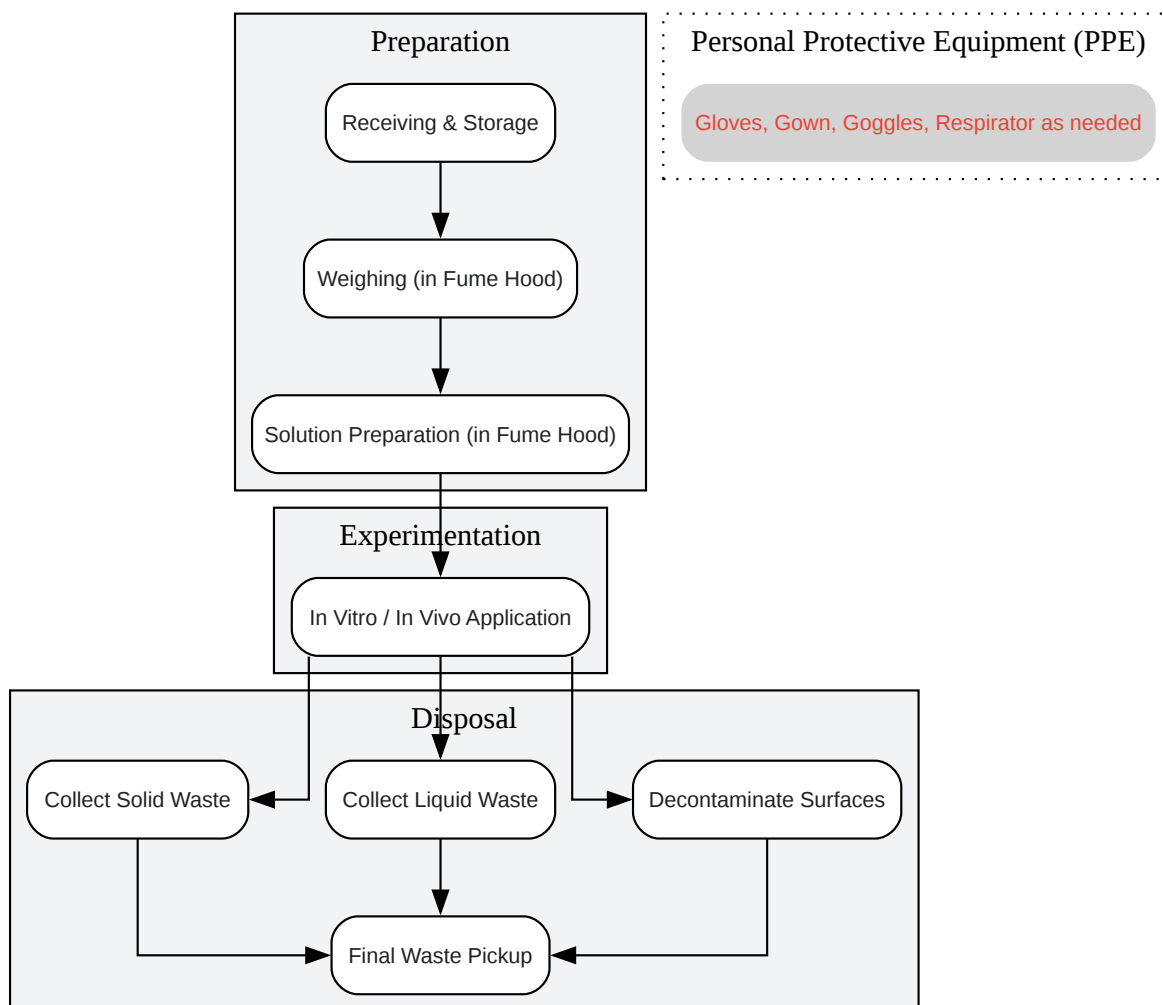 Preparation
Receiving & Storage
Weighing (in Fume Hood)
Solution Preparation (in Fume Hood)
Personal Protective Equipment (PPE)
Gloves, Gown, Goggles, Respirator as needed
Experimentation
In Vitro / In Vivo Application
Disposal
Collect Solid Waste
Collect Liquid Waste
Decontaminate Surfaces
Final Waste Pickup